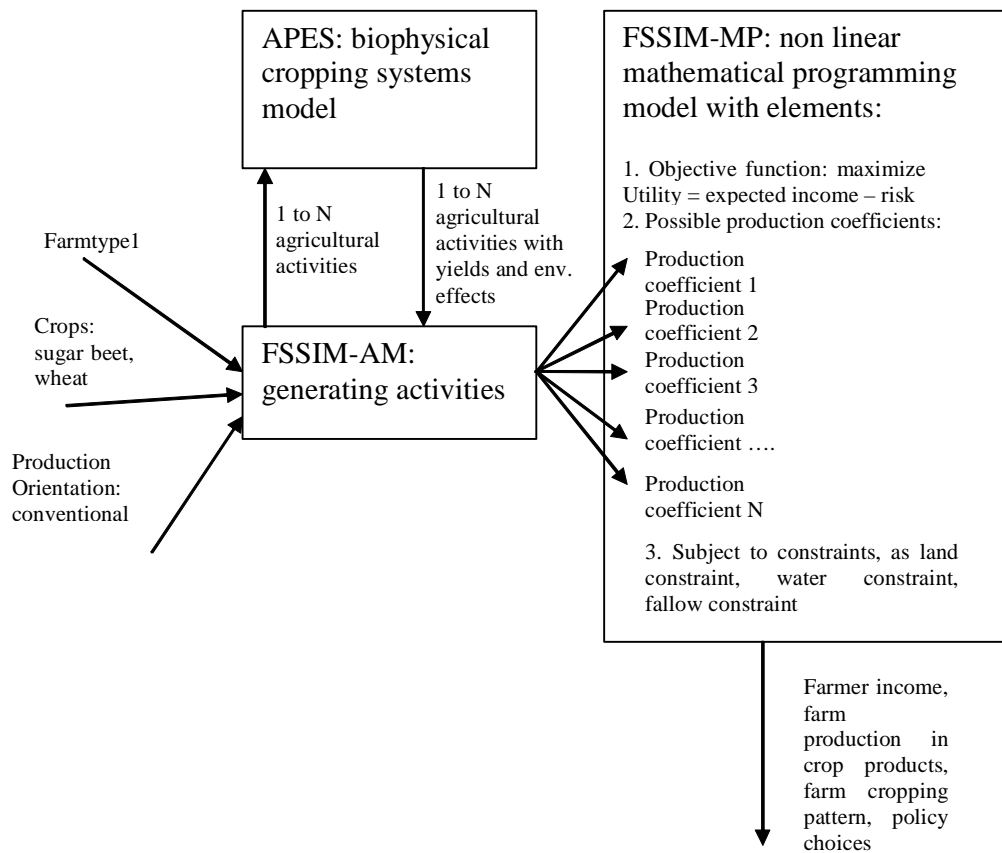 APES: biophysical
cropping systems
model
FSSIM-MP: non linear
mathematical programming
model with elements:
1. Objective function: maximize
Utility = expected income – risk
2. Possible production coefficients:
Production
coefficient 1
Production
coefficient 2
Production
coefficient 3
Production
coefficient ….
Production
coefficient N
3. Subject to constraints, as land
constraint, water constraint,
fallow constraint
1 to N
agricultural
activities
1 to N
agricultural
activities with
yields and env.
effects
Farmtype1
Crops:
sugar beet,
wheat
Production
Orientation:
conventional
FSSIM-AM:
generating activities
Farmer income,
farm
production in
crop products,
farm cropping
pattern, policy
choices